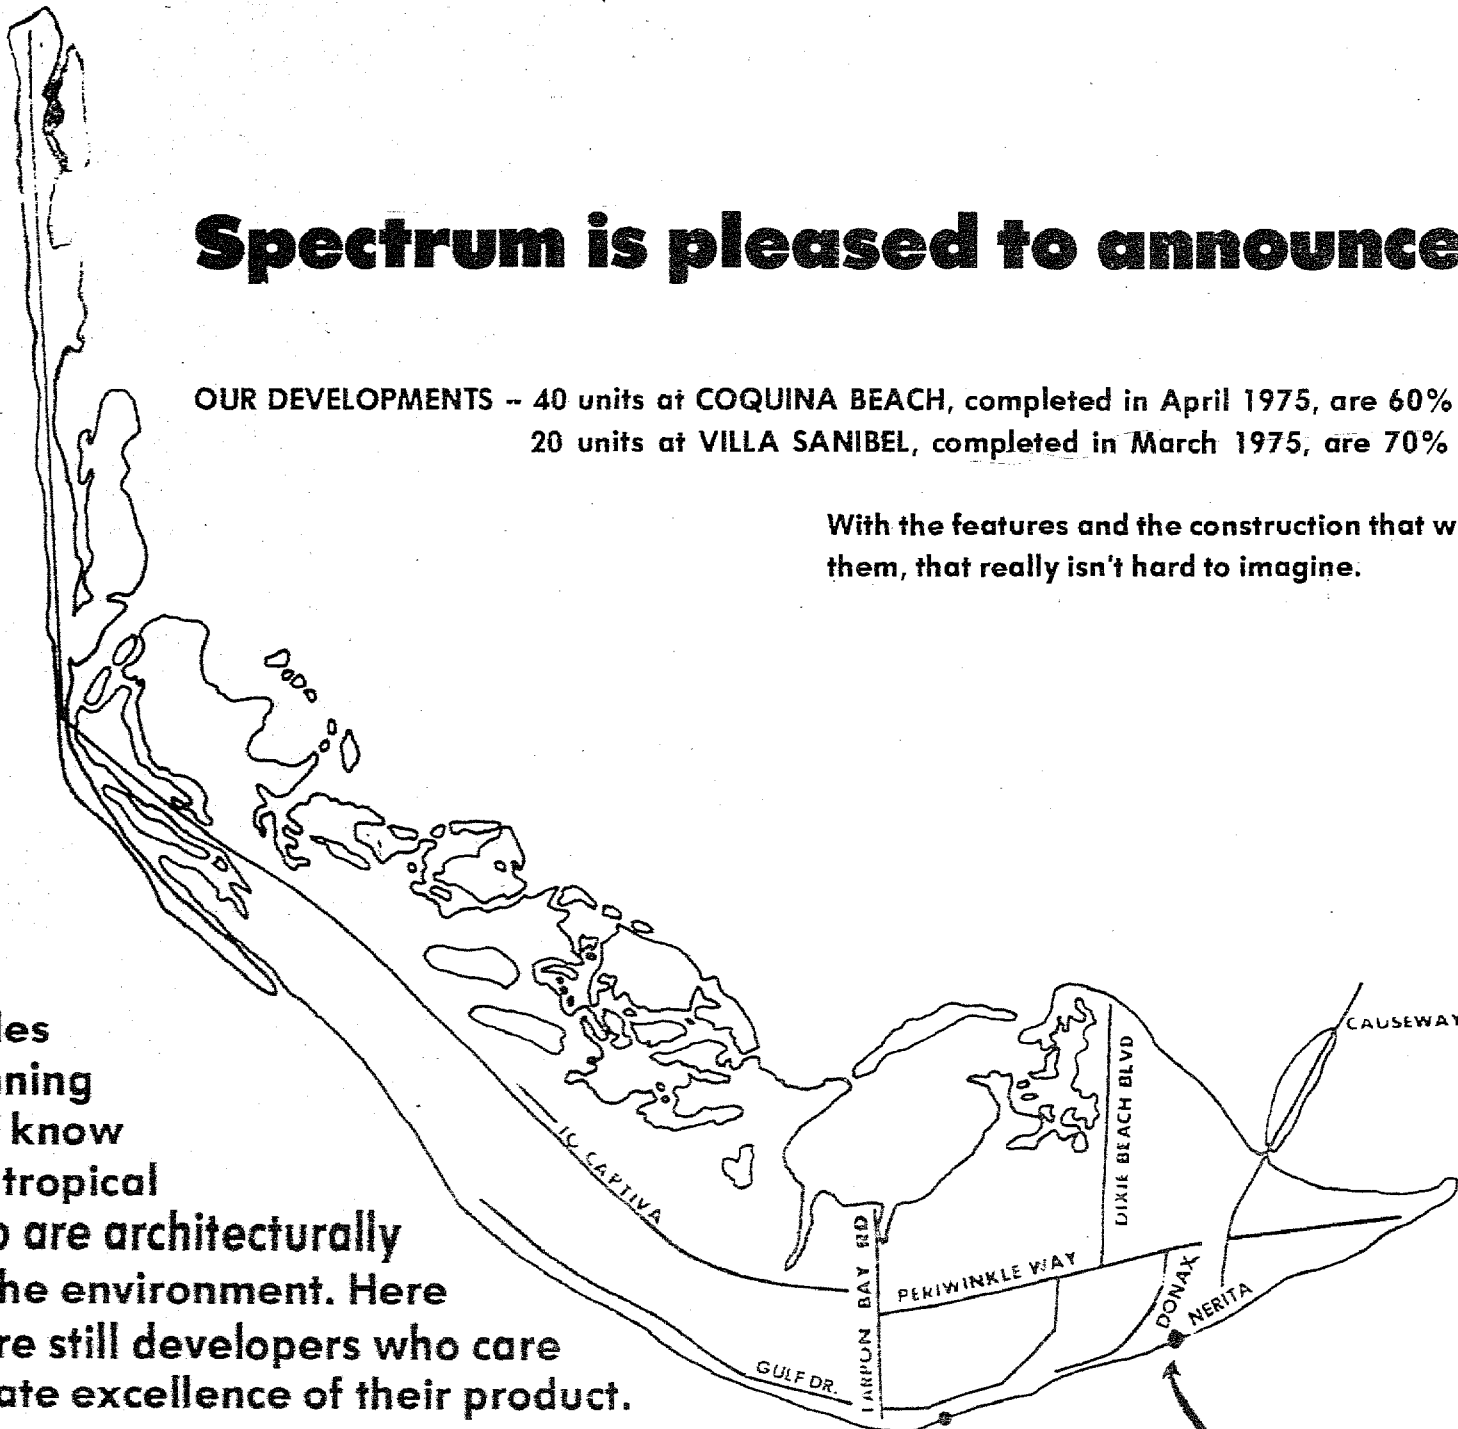 Spectrum is pleased to announce
OUR DEVELOPMENTS -- 40 units at COQUINA BEACH, completed in April 1975, are 60%
20 units at VILLA SANIBEL, completed in March 1975, are 70%
With the features and the construction that w
them, that really isn't hard to imagine.
les
nning
know
tropical
o are architecturally
he environment. Here
re still developers who care
ate excellence of their product.
CAUSEWAY
DIXIE BEACH BLVD
TO CAPTIVA
TARPON BAY RD
PERIWINKLE WAY
DONAX
NERITA
GULF DR.